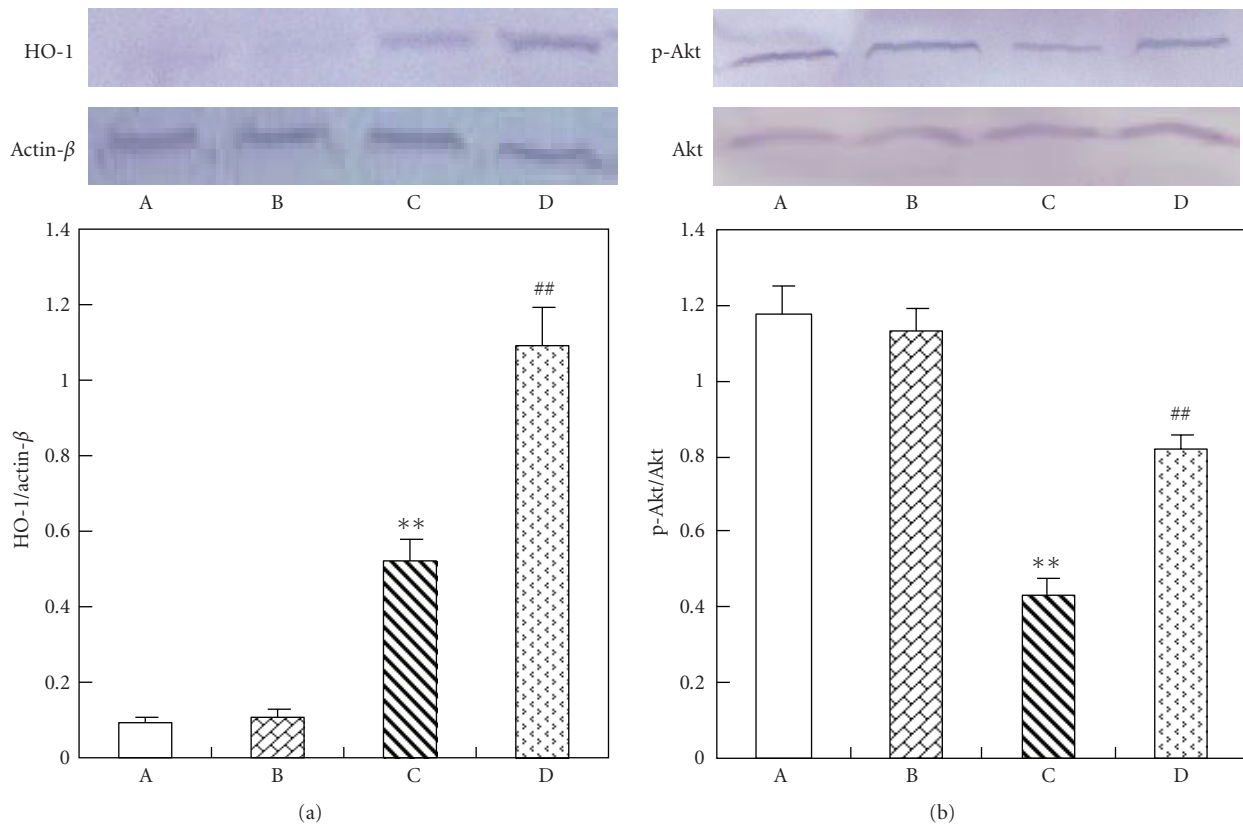 HO-1
Actin-β
A B C D
HO-1/actin-β
1.4
1.2
1
0.8
0.6
0.4
0.2
0
**
##
A B C D
(a)
p-Akt
Akt
A B C D
p-Akt/Akt
1.4
1.2
1
0.8
0.6
0.4
0.2
0
**
##
A B C D
(b)